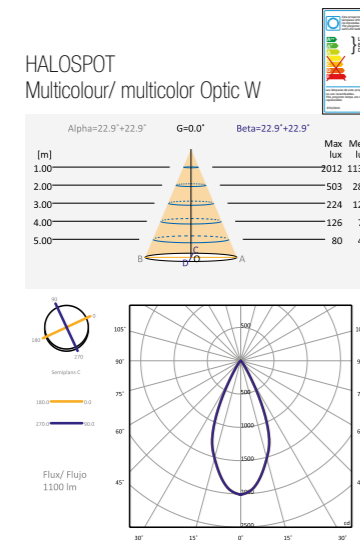 HALOSPOT
Multicolour/ multicolor Optic W
Alpha=22.9°+22.9° G=0.0° Beta=22.9°+22.9°
Max
[m] lux
1.00 2012
2.00 503
3.00 224
4.00 126
5.00 80
C
B D O A
90
0
180
270
Semiplans C
180.0 0.0
270.0 90.0
Flux/ Flujo
1100 lm
105°
90°
75°
60°
45°
500
500
1000
1500
2000
2500
cd
30° 15° 0° 15° 30°